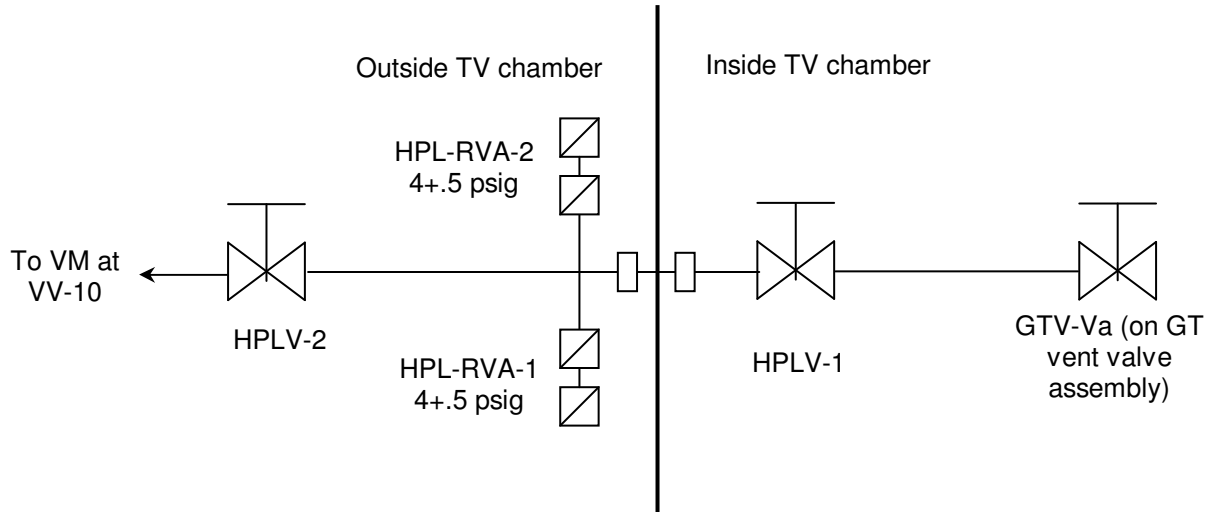 Outside TV chamber
Inside TV chamber
HPL-RVA-2
4+.5 psig
To VM at
VV-10
HPLV-2
HPL-RVA-1
4+.5 psig
HPLV-1
GTV-Va (on GT
vent valve
assembly)